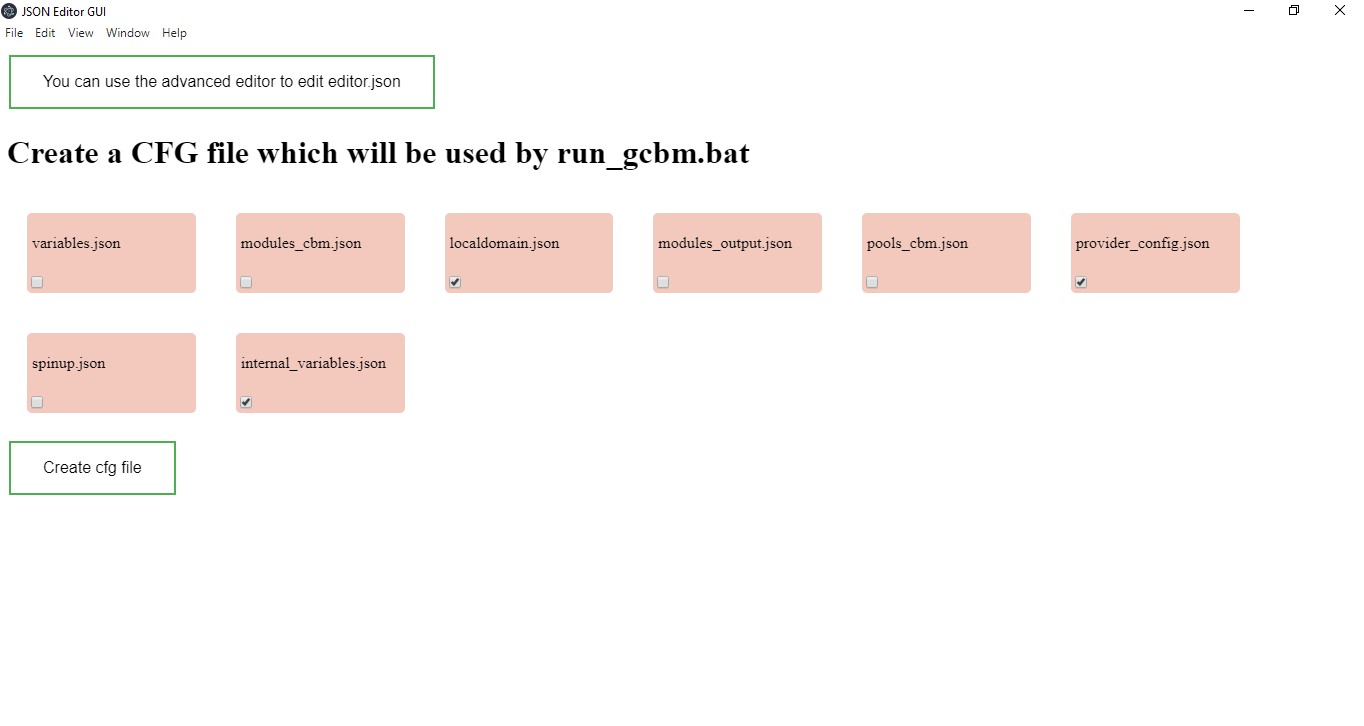 JSON Editor GUI
File Edit View Window Help
You can use the advanced editor to edit editor.json
Create a CFG file which will be used by run_gcbm.bat
variables.json modules_cbm.json localdomain.json modules_output.json pools_cbm.json provider_config.json
spinup.json internal_variables.json
Create cfg file